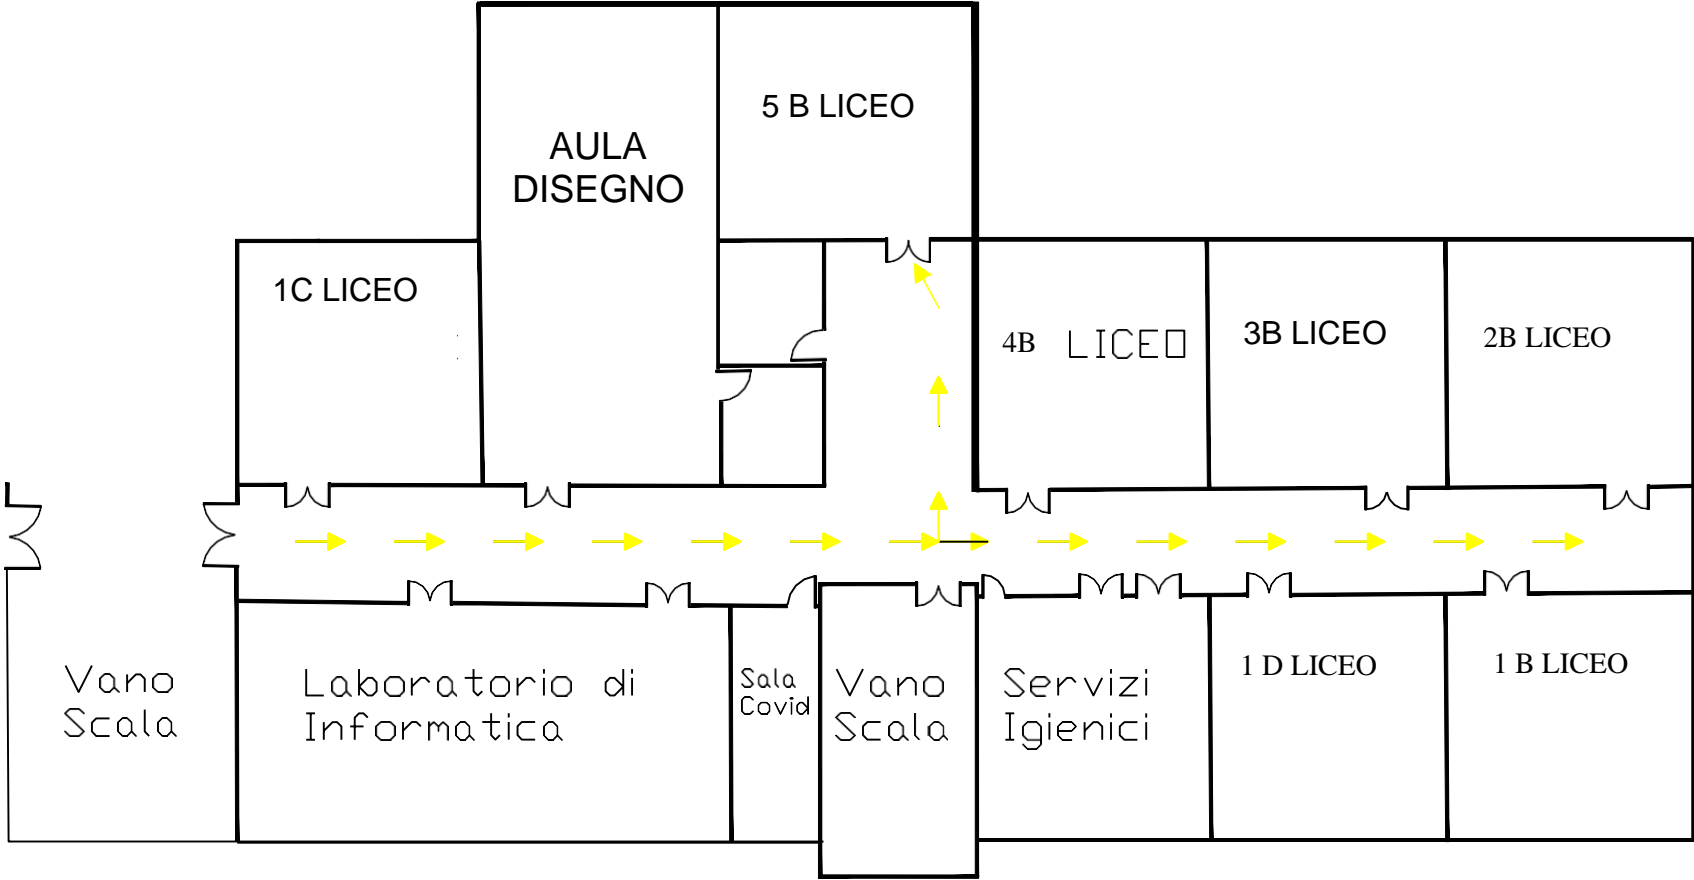 5 B LICEO
AULA
DISEGNO
1C LICEO
4B LICEO
3B LICEO
2B LICEO
Vano
Scala
Laboratorio di
Informatica
Sala
Covid
Vano
Scala
Servizi
Igienici
1 D LICEO
1 B LICEO